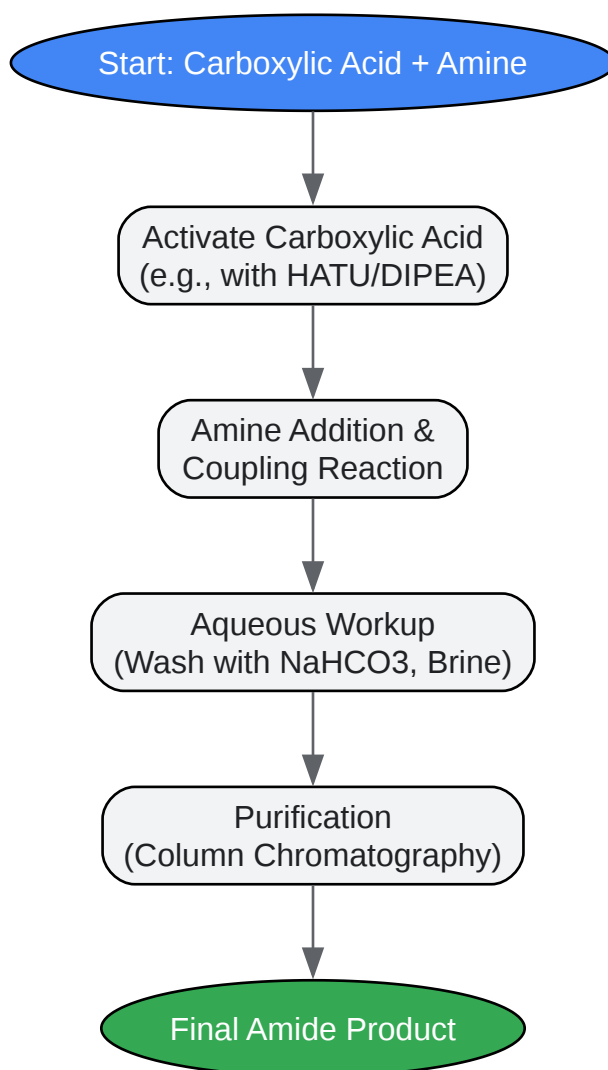 Start: Carboxylic Acid + Amine
Activate Carboxylic Acid
(e.g., with HATU/DIPEA)
Amine Addition &
Coupling Reaction
Aqueous Workup
(Wash with NaHCO3, Brine)
Purification
(Column Chromatography)
Final Amide Product